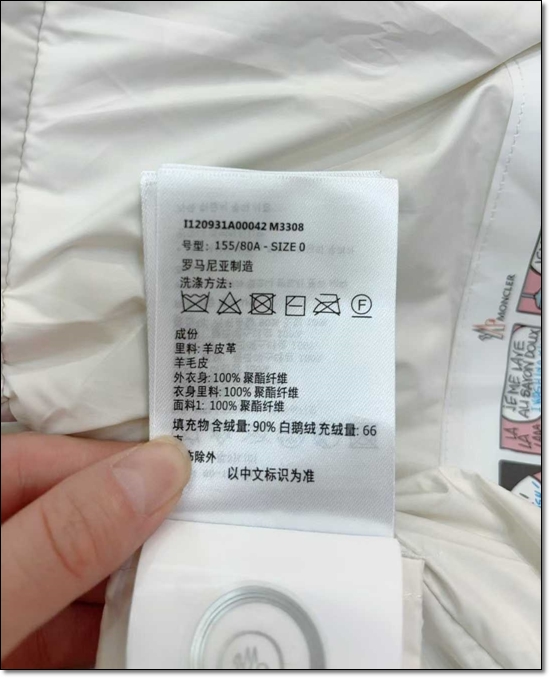 I120931A00042 M3308
号型: 155/80A - SIZE 0
罗马尼亚制造
洗涤方法:
F
成份
里料: 羊皮革
羊毛皮
外衣身: 100% 聚酯纤维
衣身里料: 100% 聚酯纤维
面料1: 100% 聚酯纤维
填充物 含绒量: 90% 白鹅绒 充绒量: 66
饰除外
以中文标识为准
MONCLER
JE ME LAVE
AU SAVON DOUX
LA
LA